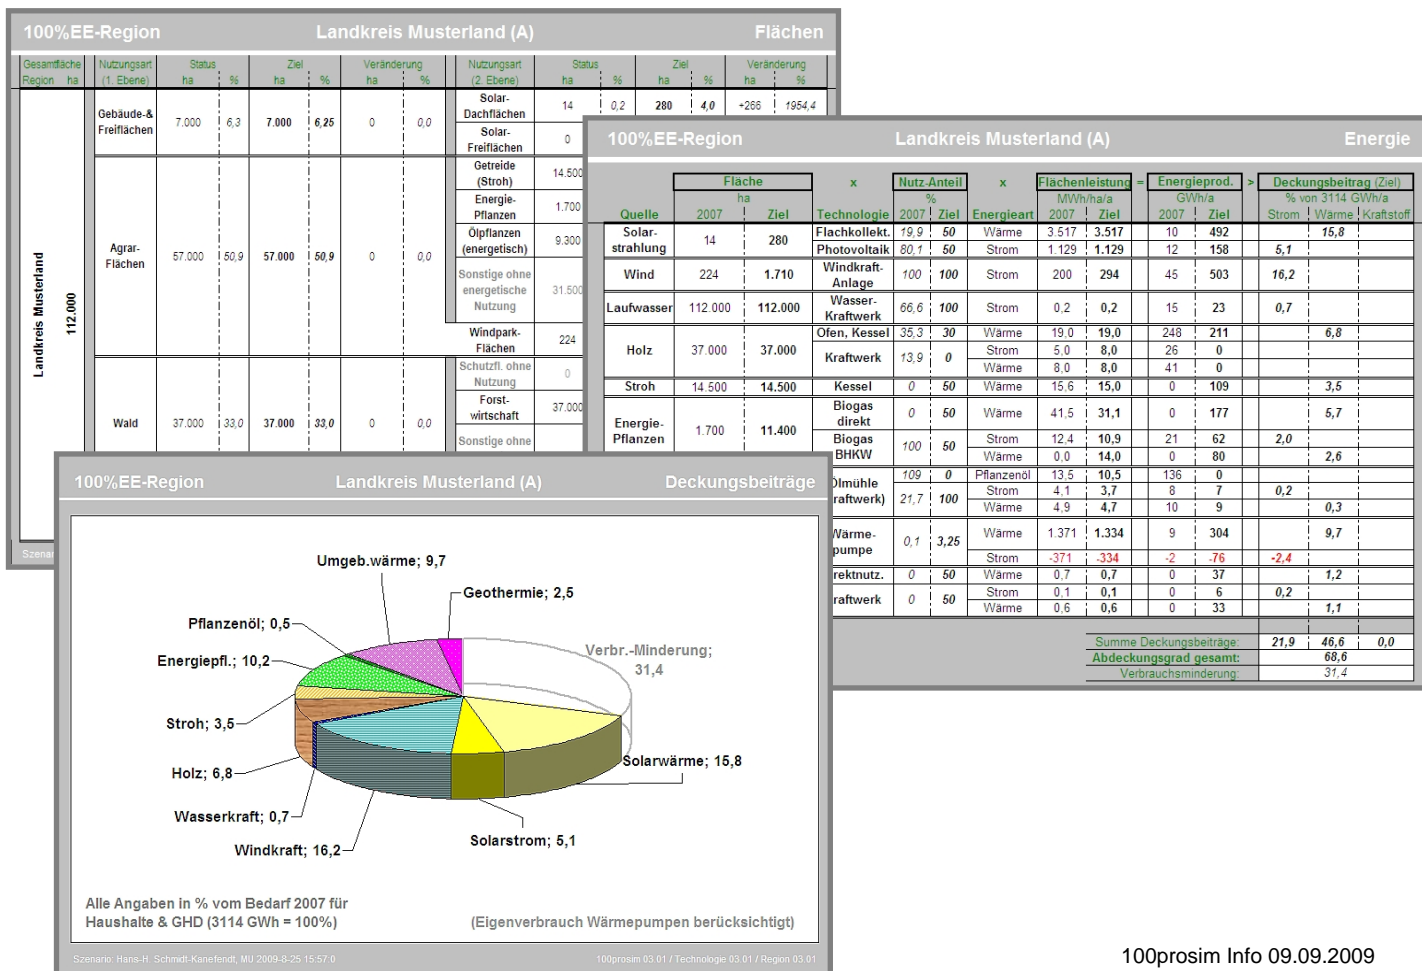 100%EE-Region Landkreis Musterland (A) Flächen
Gesamtfläche Nutzungsart Status Ziel Veränderung Nutzungsart Status Ziel Veränderung
Region ha (1. Ebene) ha % ha % ha % (2. Ebene) ha % ha % ha %
Landkreis Musterland
112.000
Gebäude-& Freiflächen 7.000 6,3 7.000 6,25 0 0,0
Solar-Dachflächen 14 0,2 280 4,0 +266 1954,4
Solar-Freiflächen 0
Agrar-Flächen 57.000 50,9 57.000 50,9 0 0,0
Getreide (Stroh) 14.500
Energie-Pflanzen 1.700
Ölpflanzen (energetisch) 9.300
Sonstige ohne energetische Nutzung 31.500
Windpark-Flächen 224
Wald 37.000 33,0 37.000 33,0 0 0,0
Schutzfl. ohne Nutzung 0
Forst-wirtschaft 37.000
Sonstige ohne
100%EE-Region Landkreis Musterland (A) Energie
Fläche x Nutz-Anteil x Flächenleistung = Energieprod. > Deckungsbeitrag (Ziel)
ha % MWh/ha/a GWh/a % von 3114 GWh/a
Quelle 2007 Ziel Technologie 2007 Ziel Energieart 2007 Ziel 2007 Ziel Strom Wärme Kraftstoff
Solar-strahlung 14 280 Flachkollekt. 19,9 50 Wärme 3.517 3.517 10 492 15,8
Photovoltaik 80,1 50 Strom 1.129 1.129 12 158 5,1
Wind 224 1.710 Windkraft-Anlage 100 100 Strom 200 294 45 503 16,2
Laufwasser 112.000 112.000 Wasser-Kraftwerk 66,6 100 Strom 0,2 0,2 15 23 0,7
Holz 37.000 37.000 Ofen, Kessel 35,3 30 Wärme 19,0 19,0 248 211 6,8
Kraftwerk 13,9 0 Strom 5,0 8,0 26 0
Wärme 8,0 8,0 41 0
Stroh 14.500 14.500 Kessel 0 50 Wärme 15,6 15,0 0 109 3,5
Energie-Pflanzen 1.700 11.400 Biogas direkt 0 50 Wärme 41,5 31,1 0 177 5,7
Biogas BHKW 100 50 Strom 12,4 10,9 21 62 2,0
Wärme 0,0 14,0 0 80 2,6
Ölmühle 109 0 Pflanzenöl 13,5 10,5 136 0
raftwerk) 21,7 100 Strom 4,1 3,7 8 7 0,2
Wärme 4,9 4,7 10 9 0,3
Wärme-pumpe 0,1 3,25 Wärme 1.371 1.334 9 304 9,7
Strom -371 -334 -2 -76 -2,4
rektnutz. 0 50 Wärme 0,7 0,7 0 37 1,2
raftwerk 0 50 Strom 0,1 0,1 0 6 0,2
Wärme 0,6 0,6 0 33 1,1
Summe Deckungsbeiträge: 21,9 46,6 0,0
Abdeckungsgrad gesamt: 68,6
Verbrauchsminderung: 31,4
100%EE-Region Landkreis Musterland (A) Deckungsbeiträge
Umgeb.wärme; 9,7
Geothermie; 2,5
Pflanzenöl; 0,5
Verbr.-Minderung;
31,4
Energiepfl.; 10,2
Stroh; 3,5
Solarwärme; 15,8
Holz; 6,8
Wasserkraft; 0,7
Solarstrom; 5,1
Windkraft; 16,2
Alle Angaben in % vom Bedarf 2007 für
Haushalte & GHD (3114 GWh = 100%) (Eigenverbrauch Wärmepumpen berücksichtigt)
Szenario: Hans-H. Schmidt-Kanefendt, MU 2009-8-25 15:57:0 100prosim 03.01 / Technologie 03.01 / Region 03.01
100prosim Info 09.09.2009